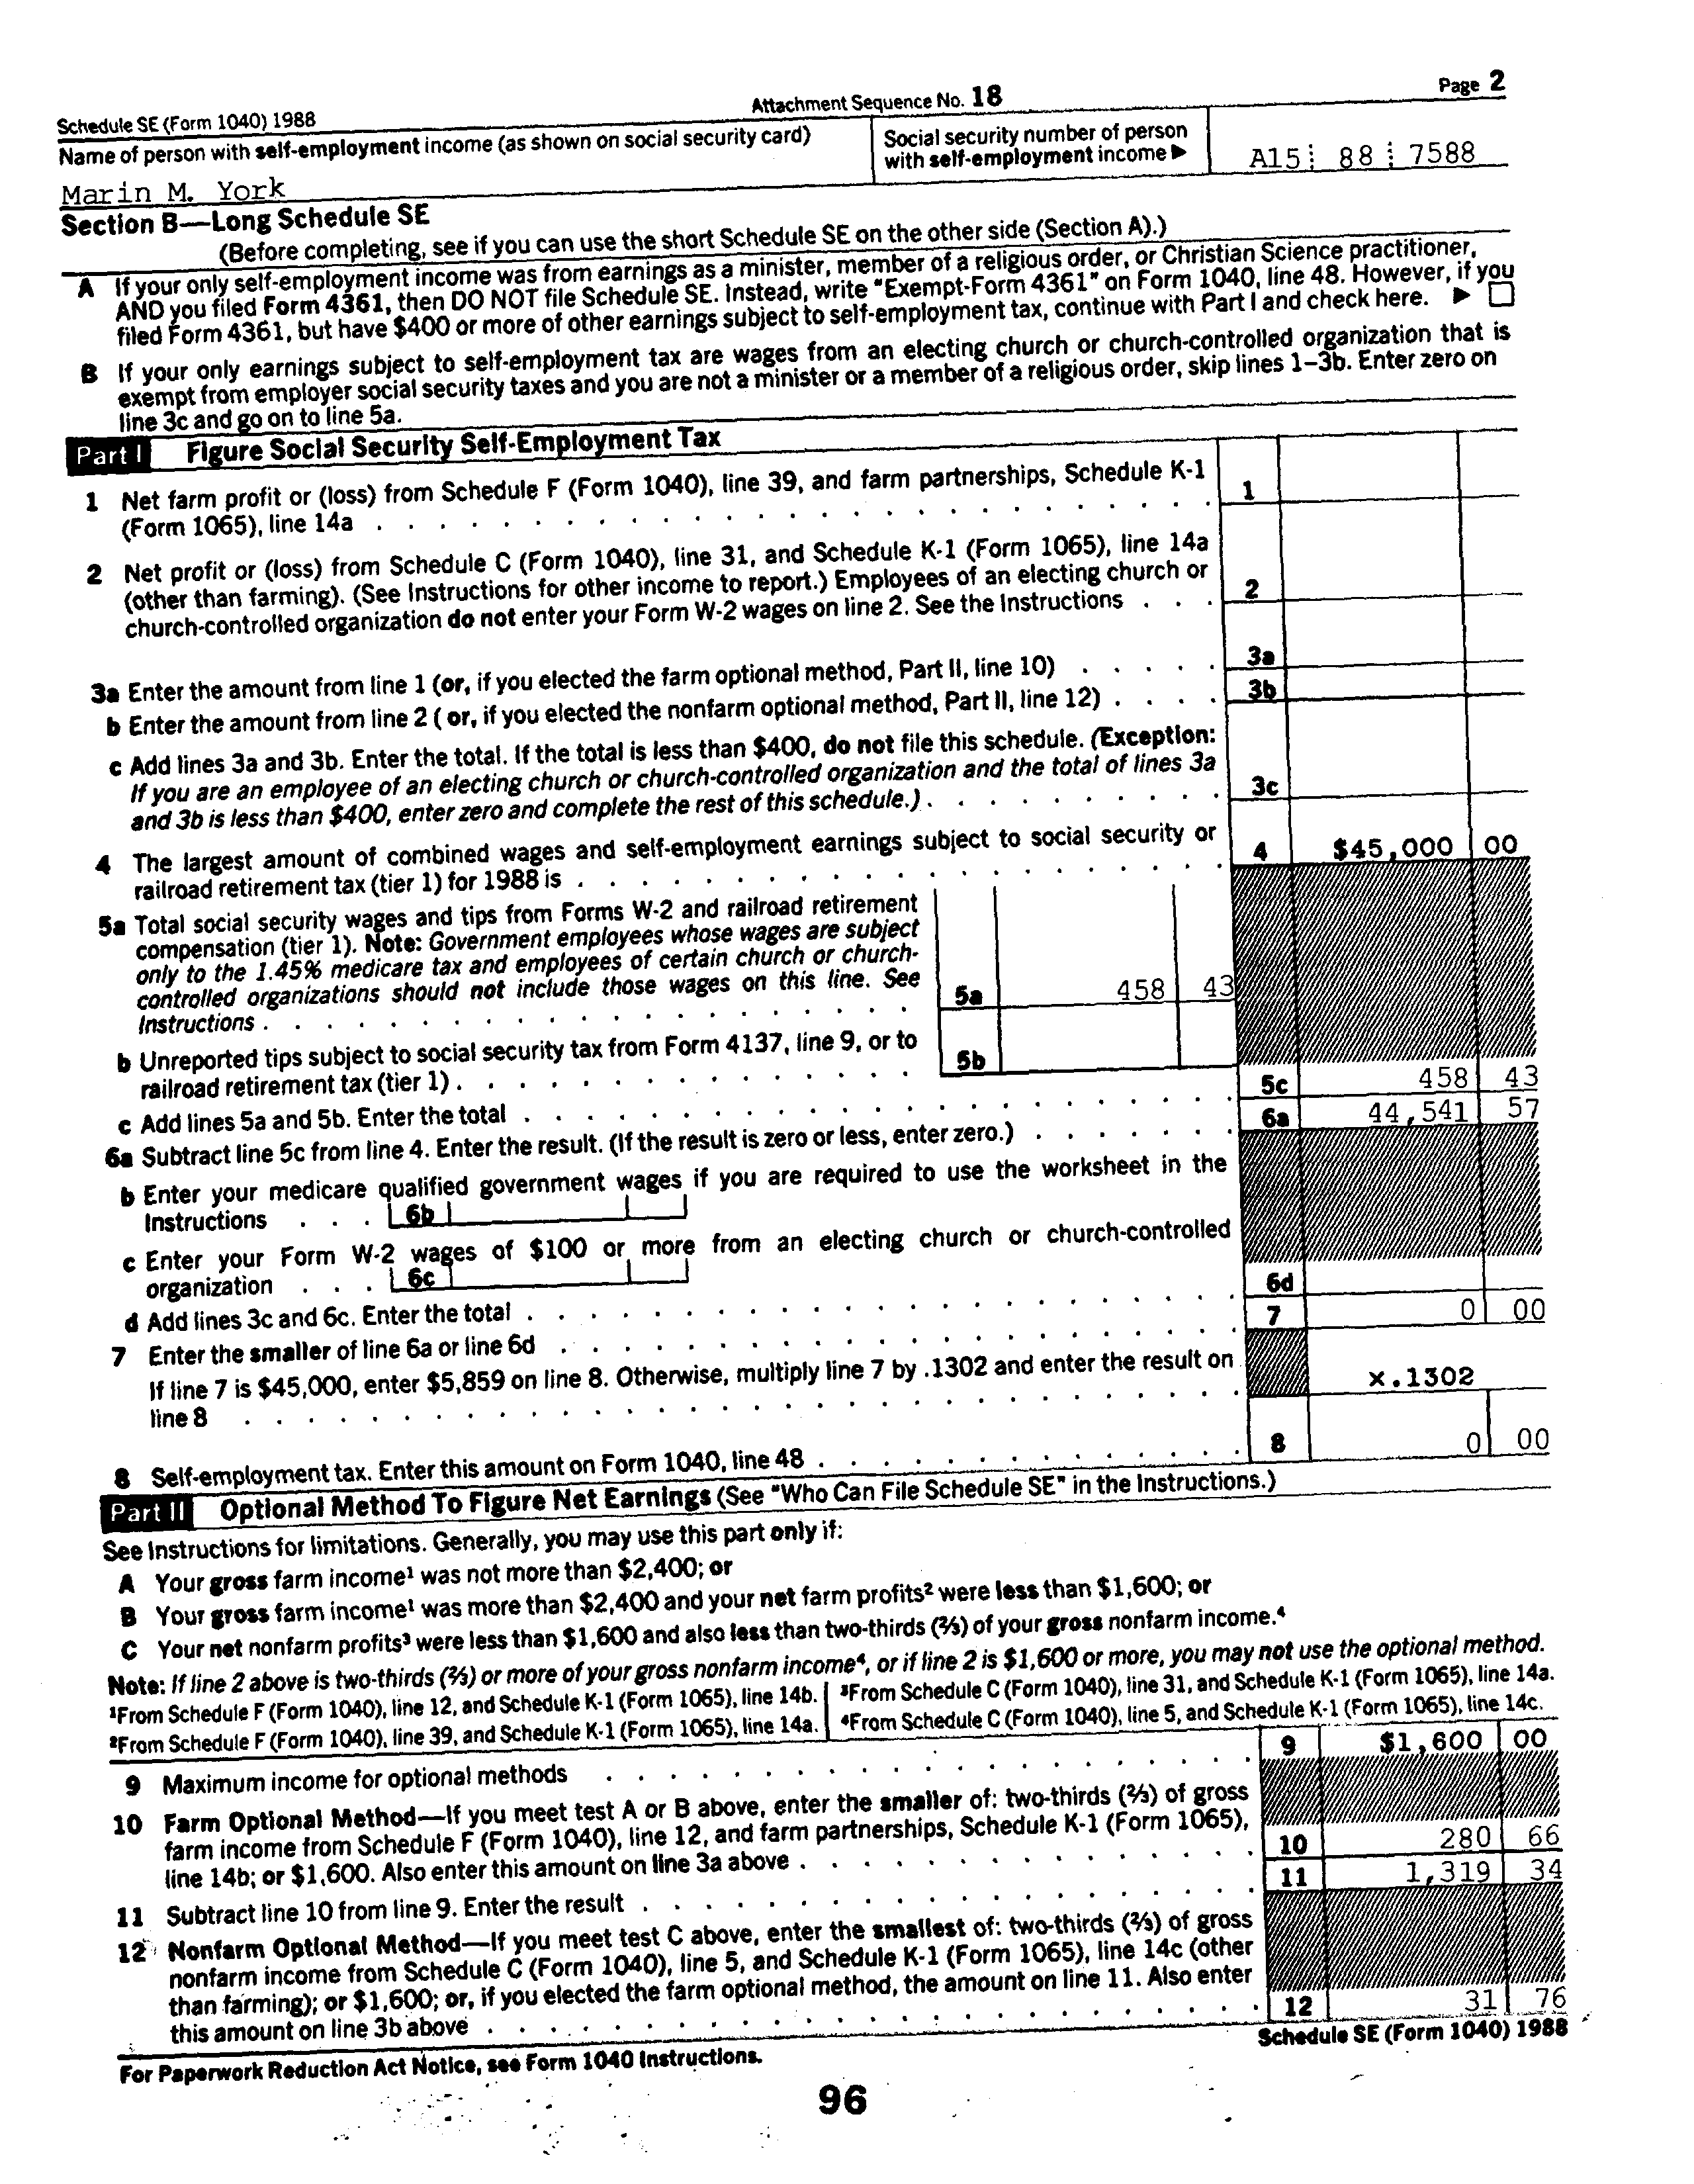 Schedule SE (Form 1040) 1988 Attachment Sequence No. 18 Page 2
Name of person with self-employment income (as shown on social security card)
Social security number of person
with self-employment income ▶
A15 88 7588
Marin M. York
Section B—Long Schedule SE
(Before completing, see if you can use the short Schedule SE on the other side (Section A).)
A If your only self-employment income was from earnings as a minister, member of a religious order, or Christian Science practitioner,
AND you filed Form 4361, then DO NOT file Schedule SE. Instead, write "Exempt-Form 4361" on Form 1040, line 48. However, if you
filed Form 4361, but have $400 or more of other earnings subject to self-employment tax, continue with Part I and check here. ▶ ☐
B If your only earnings subject to self-employment tax are wages from an electing church or church-controlled organization that is
exempt from employer social security taxes and you are not a minister or a member of a religious order, skip lines 1–3b. Enter zero on
line 3c and go on to line 5a.
Part I Figure Social Security Self-Employment Tax
1 Net farm profit or (loss) from Schedule F (Form 1040), line 39, and farm partnerships, Schedule K-1
(Form 1065), line 14a . . . . . . . . . . . . . . . . . . . . . . . . . . 1
2 Net profit or (loss) from Schedule C (Form 1040), line 31, and Schedule K-1 (Form 1065), line 14a
(other than farming). (See Instructions for other income to report.) Employees of an electing church or
church-controlled organization do not enter your Form W-2 wages on line 2. See the Instructions . . . 2
3a Enter the amount from line 1 (or, if you elected the farm optional method, Part II, line 10) . . . . . 3a
b Enter the amount from line 2 ( or, if you elected the nonfarm optional method, Part II, line 12) . . . . 3b
c Add lines 3a and 3b. Enter the total. If the total is less than $400, do not file this schedule. (Exception:
If you are an employee of an electing church or church-controlled organization and the total of lines 3a
and 3b is less than $400, enter zero and complete the rest of this schedule.) . . . . . . . . . . 3c
4 The largest amount of combined wages and self-employment earnings subject to social security or
railroad retirement tax (tier 1) for 1988 is . . . . . . . . . . . . . . . . . . . . 4 $45,000 00
5a Total social security wages and tips from Forms W-2 and railroad retirement
compensation (tier 1). Note: Government employees whose wages are subject
only to the 1.45% medicare tax and employees of certain church or church-
controlled organizations should not include those wages on this line. See
Instructions . . . . . . . . . . . . . . . . . . . . . 5a 458 43
b Unreported tips subject to social security tax from Form 4137, line 9, or to
railroad retirement tax (tier 1) . . . . . . . . . . . . . . . 5b
c Add lines 5a and 5b. Enter the total . . . . . . . . . . . . . . . . . . . . . . . 5c 458 43
6a Subtract line 5c from line 4. Enter the result. (If the result is zero or less, enter zero.) . . . . . . . 6a 44,541 57
b Enter your medicare qualified government wages if you are required to use the worksheet in the
Instructions . . . 6b
c Enter your Form W-2 wages of $100 or more from an electing church or church-controlled
organization . . . 6c
d Add lines 3c and 6c. Enter the total . . . . . . . . . . . . . . . . . . . . . . . 6d
7 Enter the smaller of line 6a or line 6d . . . . . . . . . . . . . . . . . . . . . . 7 0 00
If line 7 is $45,000, enter $5,859 on line 8. Otherwise, multiply line 7 by .1302 and enter the result on
line 8 . . . . . . . . . . . . . . . . . . . . . . . . . . . . . . . x.1302
8 Self-employment tax. Enter this amount on Form 1040, line 48 . . . . . . . . . . . . . . 8 0 00
Part II Optional Method To Figure Net Earnings (See "Who Can File Schedule SE" in the Instructions.)
See Instructions for limitations. Generally, you may use this part only if:
A Your gross farm income¹ was not more than $2,400; or
B Your gross farm income¹ was more than $2,400 and your net farm profits² were less than $1,600; or
C Your net nonfarm profits³ were less than $1,600 and also less than two-thirds (⅔) of your gross nonfarm income.⁴
Note: If line 2 above is two-thirds (⅔) or more of your gross nonfarm income⁴, or if line 2 is $1,600 or more, you may not use the optional method.
¹From Schedule F (Form 1040), line 12, and Schedule K-1 (Form 1065), line 14b. ³From Schedule C (Form 1040), line 31, and Schedule K-1 (Form 1065), line 14a.
²From Schedule F (Form 1040), line 39, and Schedule K-1 (Form 1065), line 14a. ⁴From Schedule C (Form 1040), line 5, and Schedule K-1 (Form 1065), line 14c.
9 Maximum income for optional methods . . . . . . . . . . . . . . . . . . . . . 9 $1,600 00
10 Farm Optional Method—If you meet test A or B above, enter the smaller of: two-thirds (⅔) of gross
farm income from Schedule F (Form 1040), line 12, and farm partnerships, Schedule K-1 (Form 1065),
line 14b; or $1,600. Also enter this amount on line 3a above . . . . . . . . . . . . . . . 10 280 66
11 Subtract line 10 from line 9. Enter the result . . . . . . . . . . . . . . . . . . . . 11 1,319 34
12 Nonfarm Optional Method—If you meet test C above, enter the smallest of: two-thirds (⅔) of gross
nonfarm income from Schedule C (Form 1040), line 5, and Schedule K-1 (Form 1065), line 14c (other
than farming); or $1,600; or, if you elected the farm optional method, the amount on line 11. Also enter
this amount on line 3b above . . . . . . . . . . . . . . . . . . . . . . . . . 12 31 76
For Paperwork Reduction Act Notice, see Form 1040 Instructions. Schedule SE (Form 1040) 1988
96